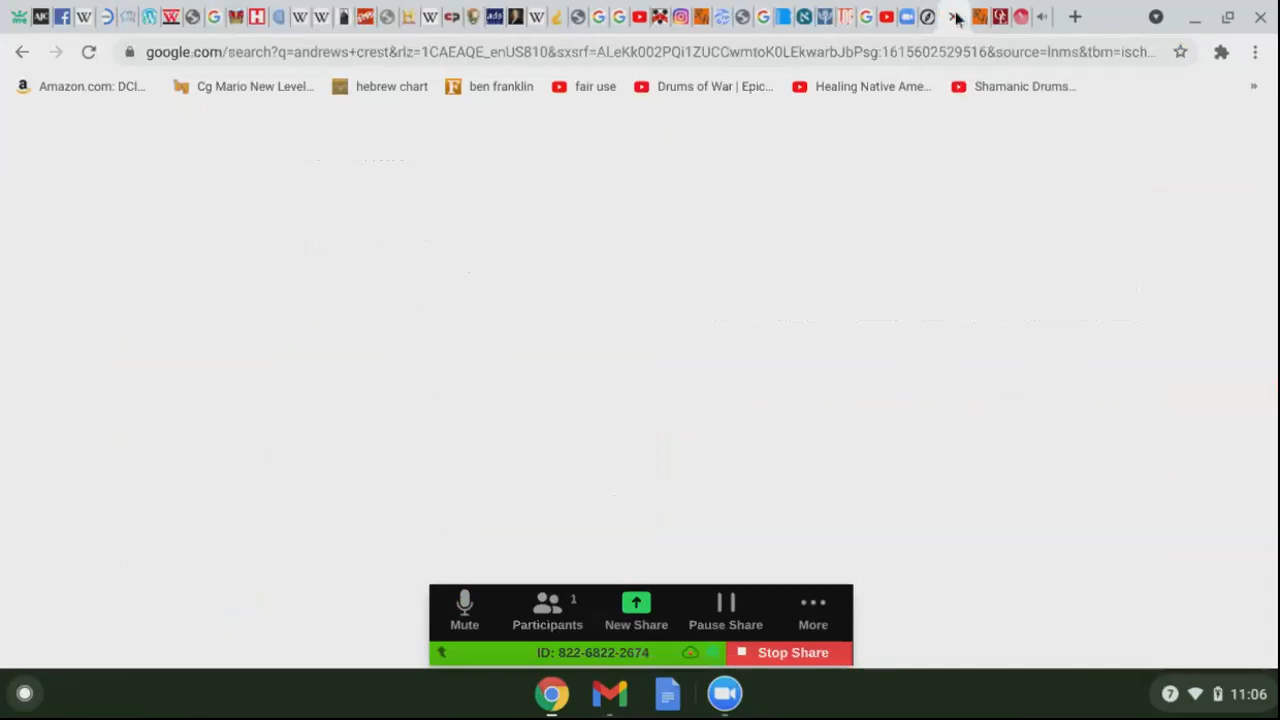 google.com/search?q=andrews+crest&rlz=1CAEAQE_enUS810&sxsrf=ALeKk002PQi1ZUCCwmtoK0LEkwarbJbPsg:1615602529516&source=lnms&tbm=isch...
Amazon.com: DCI... Cg Mario New Level... hebrew chart ben franklin fair use Drums of War | Epic... Healing Native Ame... Shamanic Drums... »
1
Mute Participants New Share Pause Share More
ID: 822-6822-2674 Stop Share
7 11:06